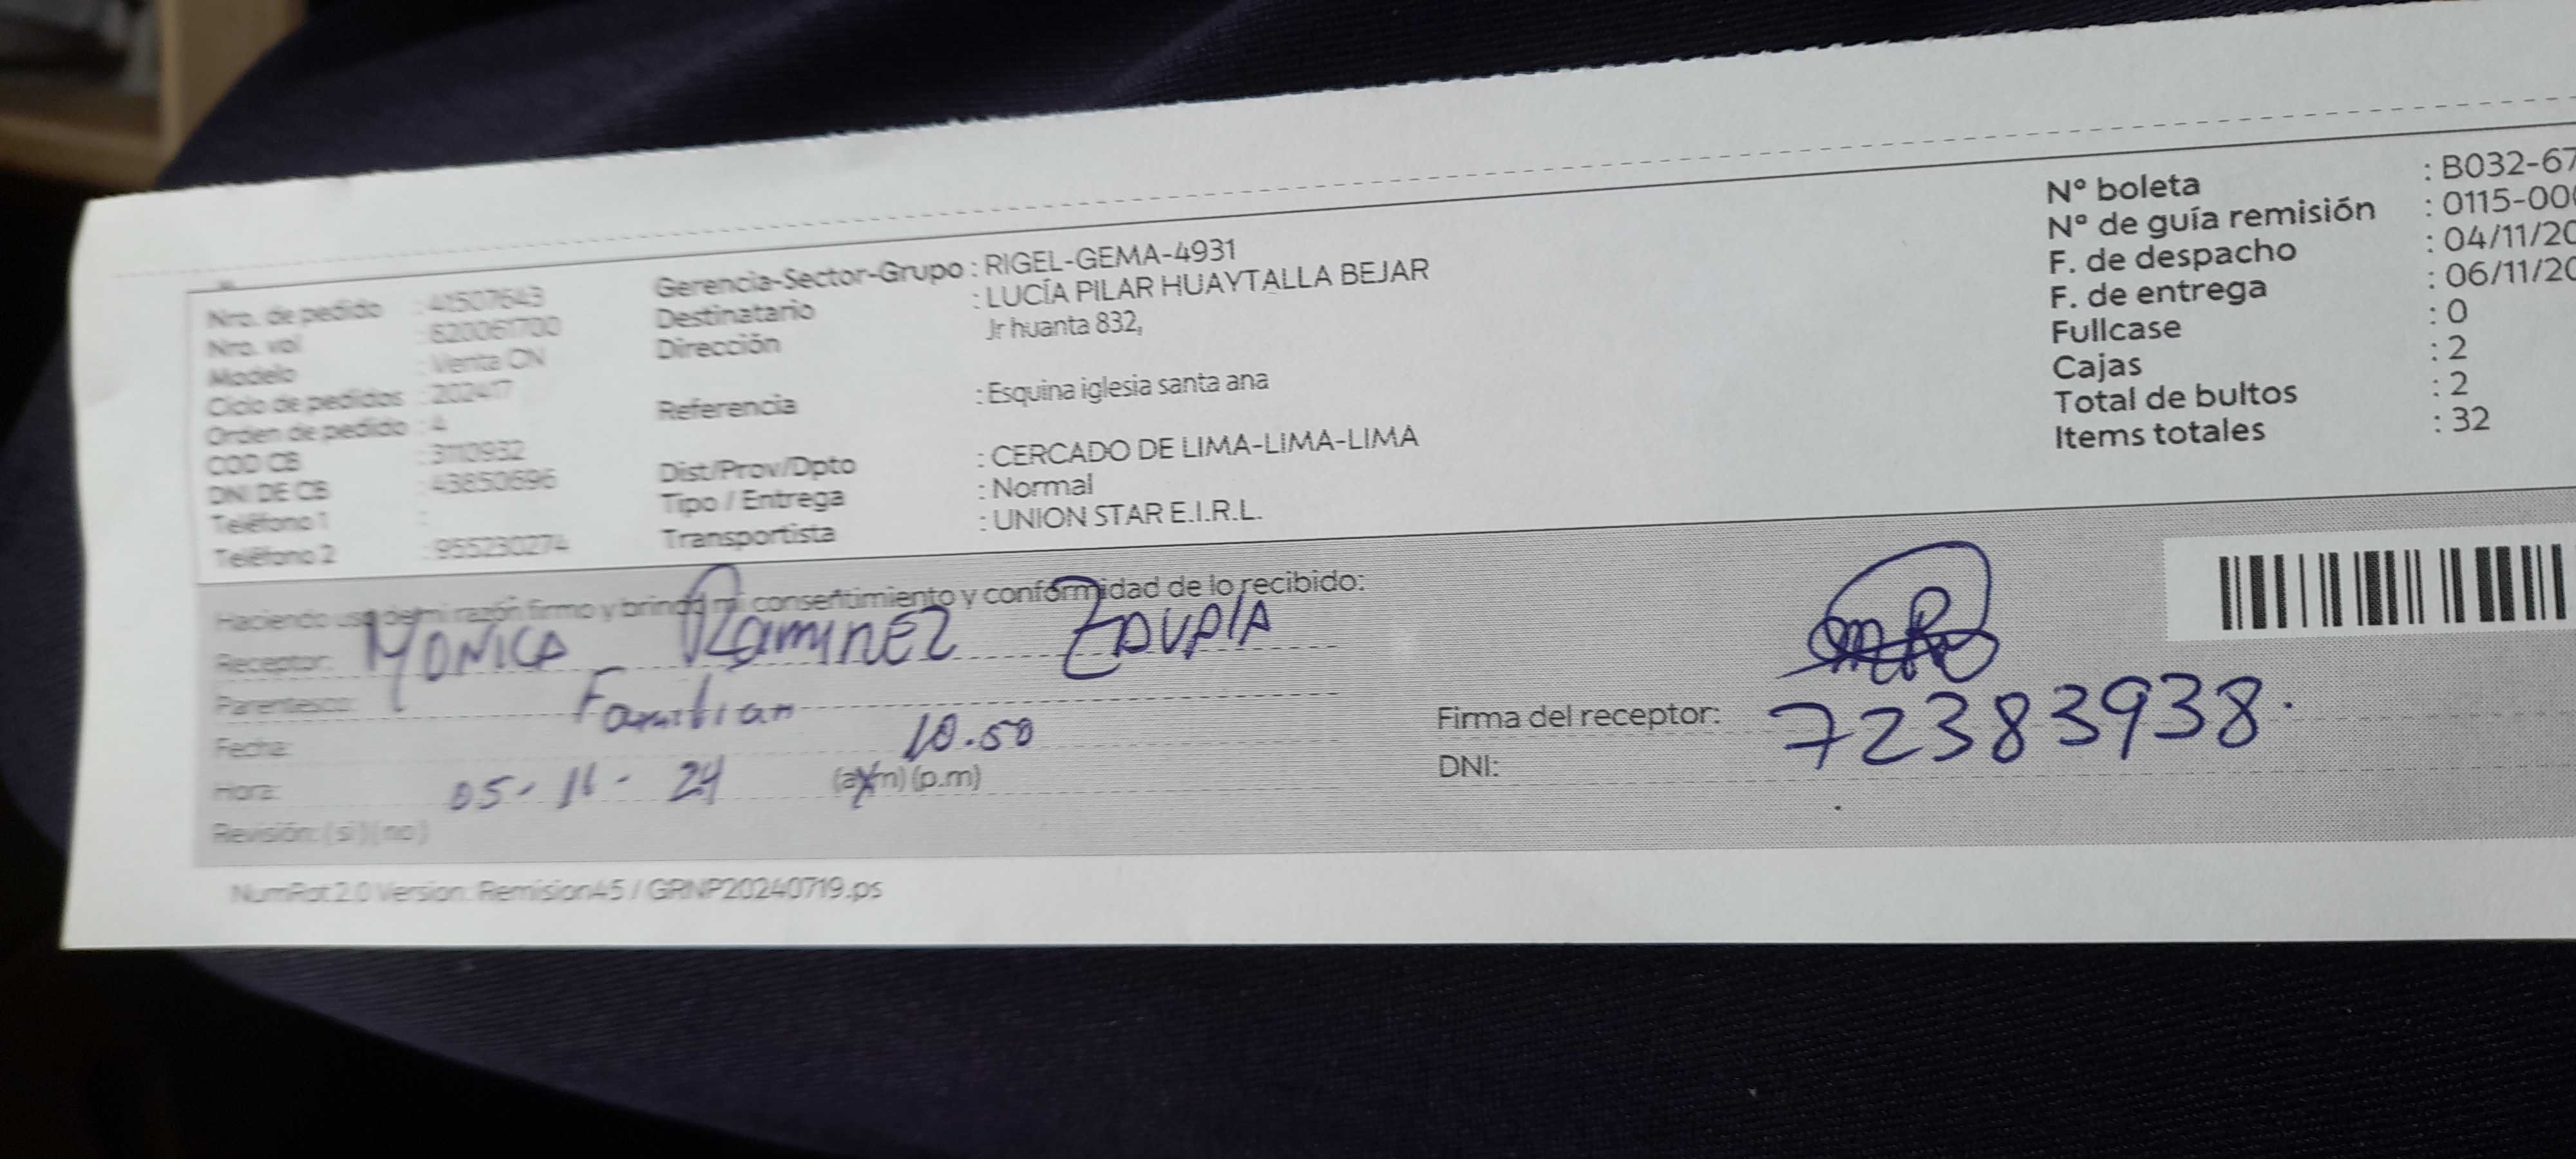 Nro. de pedido : 41507643
Nro. vol : 620061700
Modelo : Venta CN
Ciclo de pedidos : 202417
Orden de pedido : 4
COD CB : 3110932
DNI DE CB : 43850696
Teléfono 1 :
Teléfono 2 : 955230274
Gerencia-Sector-Grupo : RIGEL-GEMA-4931
Destinatario : LUCÍA PILAR HUAYTALLA BEJAR
Dirección Jr huanta 832,
Referencia : Esquina iglesia santa ana
Dist/Prov/Dpto : CERCADO DE LIMA-LIMA-LIMA
Tipo / Entrega : Normal
Transportista : UNION STAR E.I.R.L.
N° boleta : B032-67
N° de guía remisión : 0115-00
F. de despacho : 04/11/20
F. de entrega : 06/11/20
Fullcase : 0
Cajas : 2
Total de bultos : 2
Items totales : 32
Haciendo uso de mi razón firmo y brindo mi consentimiento y conformidad de lo recibido:
Receptor: MONICA RAMIREZ
Parentesco: Familiar
Fecha: 10.50
Hora: 05-11-24 (a.m) (p.m)
Revisión: (si) (no)
Firma del receptor:
DNI: 72383938.
NumRot 2.0 Version: Remision45 / GRNP20240719.ps